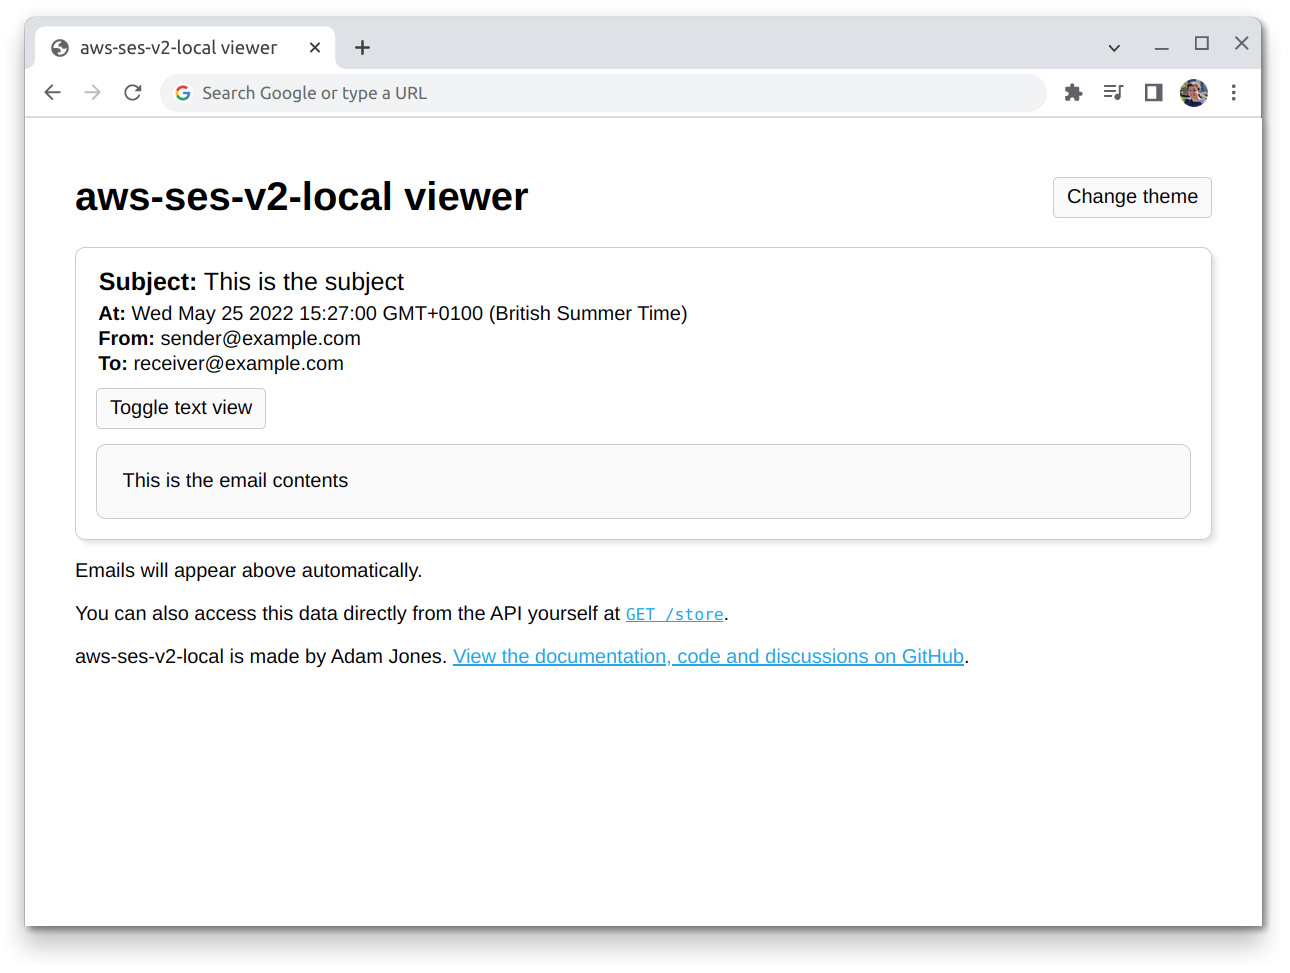 aws-ses-v2-local viewer
Search Google or type a URL
aws-ses-v2-local viewer
Change theme
Subject: This is the subject
At: Wed May 25 2022 15:27:00 GMT+0100 (British Summer Time)
From: sender@example.com
To: receiver@example.com
Toggle text view
This is the email contents
Emails will appear above automatically.
You can also access this data directly from the API yourself at GET /store.
aws-ses-v2-local is made by Adam Jones. View the documentation, code and discussions on GitHub.